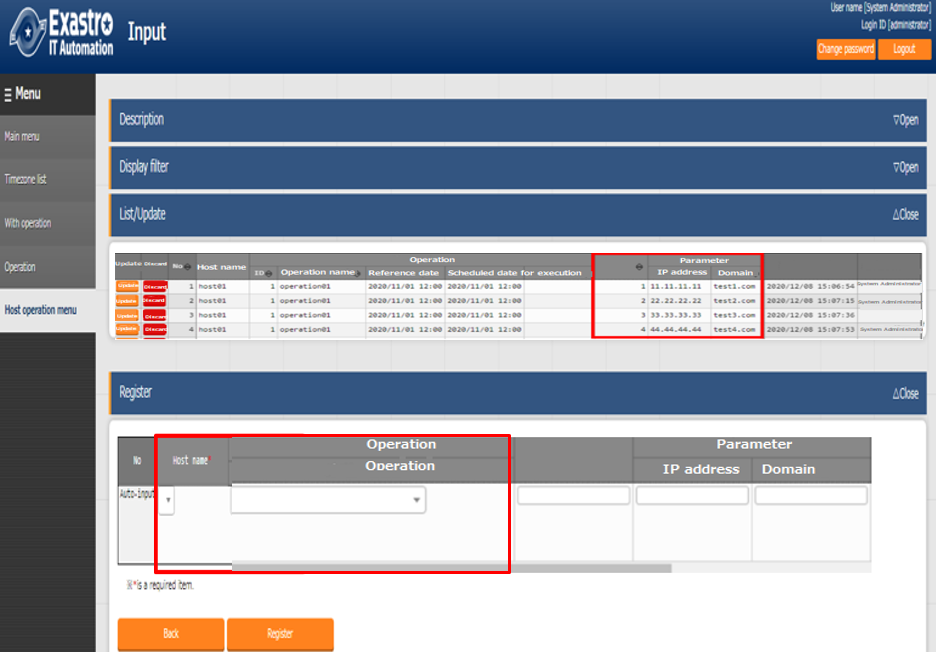 Exastro
IT Automation
Input
User name [System Administrator]
Login ID [administrator]
Change password
Logout
Menu
Main menu
Timezone list
With operation
Operation
Host operation menu
Description
▽Open
Display filter
▽Open
List/Update
△Close
Operation Parameter
Update Discard No Host name ID Operation name Reference date Scheduled date for execution IP address Domain
Update Discard 1 host01 1 operation01 2020/11/01 12:00 2020/11/01 12:00 1 11.11.11.11 test1.com 2020/12/08 15:06:54 System Administrator
Update Discard 2 host01 1 operation01 2020/11/01 12:00 2020/11/01 12:00 2 22.22.22.22 test2.com 2020/12/08 15:07:15 System Administrator
Update Discard 3 host01 1 operation01 2020/11/01 12:00 2020/11/01 12:00 3 33.33.33.33 test3.com 2020/12/08 15:07:36
Update Discard 4 host01 1 operation01 2020/11/01 12:00 2020/11/01 12:00 4 44.44.44.44 test4.com 2020/12/08 15:07:53 System Administrator
Register
△Close
Operation Parameter
No Host name* Operation IP address Domain
Auto-input
※*is a required item.
Back
Register